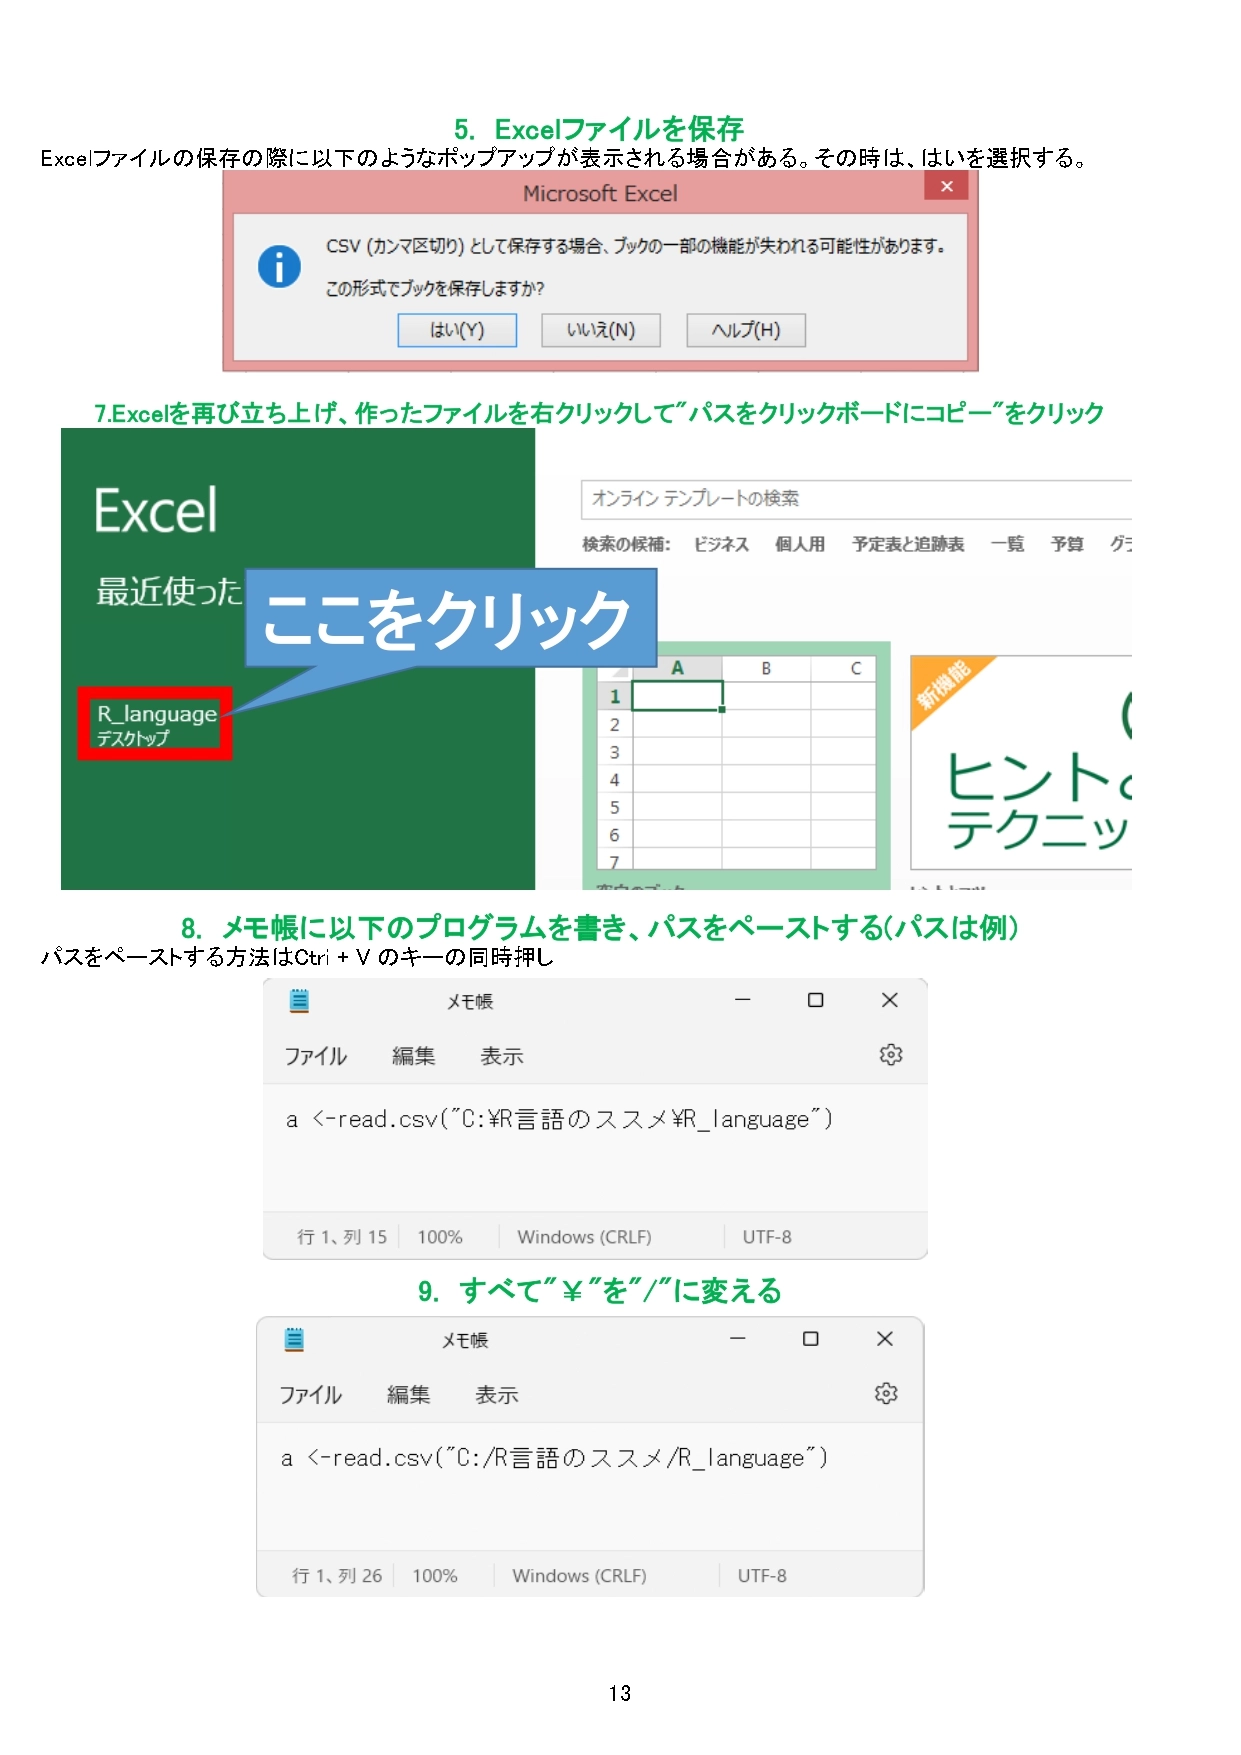 5. Excelファイルを保存
Excelファイルの保存の際に以下のようなポップアップが表示される場合がある。その時は、はいを選択する。
Microsoft Excel
CSV (カンマ区切り) として保存する場合、ブックの一部の機能が失われる可能性があります。
この形式でブックを保存しますか?
はい(Y) いいえ(N) ヘルプ(H)
7.Excelを再び立ち上げ、作ったファイルを右クリックして”パスをクリックボードにコピー”をクリック
Excel
オンライン テンプレートの検索
検索の候補: ビジネス 個人用 予定表と追跡表 一覧 予算
最近使った
ここをクリック
R_language
デスクトップ
A B C
1
2
3
4
5
6
7
新機能
ヒント
テクニッ
8. メモ帳に以下のプログラムを書き、パスをペーストする(パスは例)
パスをペーストする方法はCtri + V のキーの同時押し
メモ帳
ファイル 編集 表示
a <-read.csv(”C:¥R言語のススメ¥R_language”)
行 1、列 15 100% Windows (CRLF) UTF-8
9. すべて”￥”を”/”に変える
メモ帳
ファイル 編集 表示
a <-read.csv(”C:/R言語のススメ/R_language”)
行 1、列 26 100% Windows (CRLF) UTF-8
13